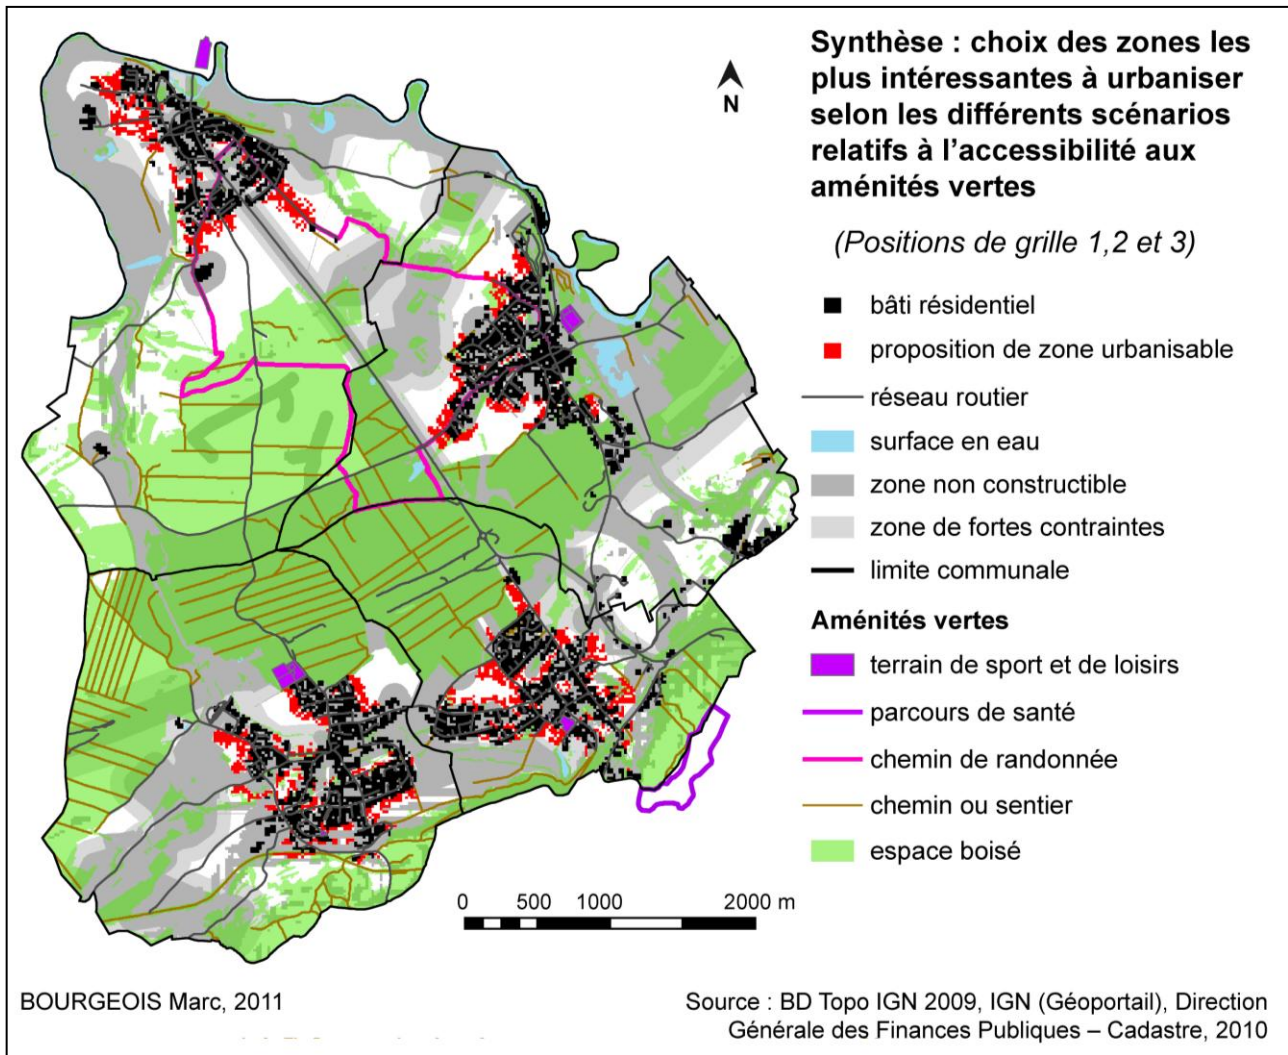 Synthèse : choix des zones les
plus intéressantes à urbaniser
selon les différents scénarios
relatifs à l'accessibilité aux
aménités vertes
(Positions de grille 1,2 et 3)
N
bâti résidentiel
proposition de zone urbanisable
réseau routier
surface en eau
zone non constructible
zone de fortes contraintes
limite communale
Aménités vertes
terrain de sport et de loisirs
parcours de santé
chemin de randonnée
chemin ou sentier
espace boisé
0 500 1000 2000 m
BOURGEOIS Marc, 2011
Source : BD Topo IGN 2009, IGN (Géoportail), Direction
Générale des Finances Publiques – Cadastre, 2010